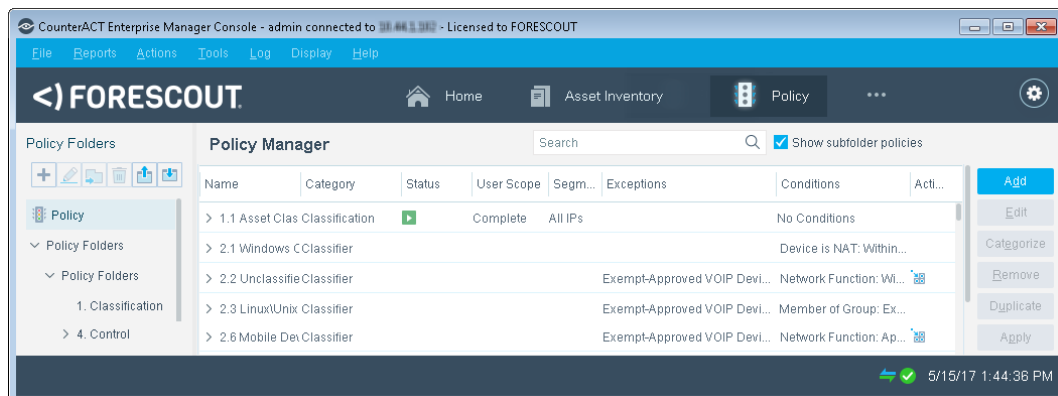 CounterACT Enterprise Manager Console - admin connected to - Licensed to FORESCOUT
File Reports Actions Tools Log Display Help
<) FORESCOUT. Home Asset Inventory Policy •••
Policy Folders
Policy Manager Search Show subfolder policies
Name Category Status User Scope Segm... Exceptions Conditions Acti...
1.1 Asset Clas Classification Complete All IPs No Conditions
2.1 Windows C Classifier Device is NAT: Within...
2.2 Unclassifie Classifier Exempt-Approved VOIP Devi... Network Function: Wi...
2.3 Linux\Unix Classifier Exempt-Approved VOIP Devi... Member of Group: Ex...
2.6 Mobile Dev Classifier Exempt-Approved VOIP Devi... Network Function: Ap...
Policy
Policy Folders
Policy Folders
1. Classification
4. Control
Add
Edit
Categorize
Remove
Duplicate
Apply
5/15/17 1:44:36 PM